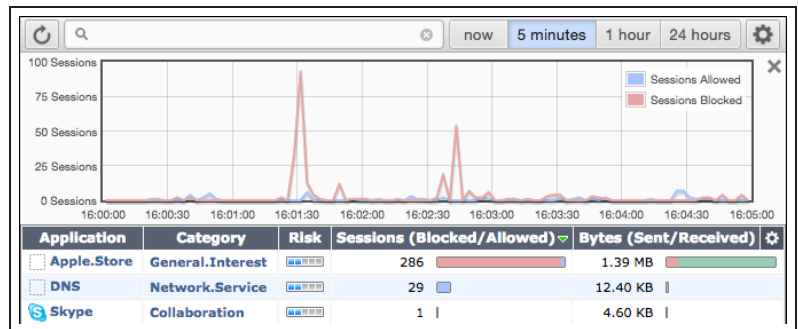 now 5 minutes 1 hour 24 hours
100 Sessions
Sessions Allowed
75 Sessions
Sessions Blocked
50 Sessions
25 Sessions
0 Sessions
16:00:00 16:00:30 16:01:00 16:01:30 16:02:00 16:02:30 16:03:00 16:03:30 16:04:00 16:04:30 16:05:00
Application Category Risk Sessions (Blocked/Allowed) Bytes (Sent/Received)
Apple.Store General.Interest 286 1.39 MB
DNS Network.Service 29 12.40 KB
Skype Collaboration 1 4.60 KB